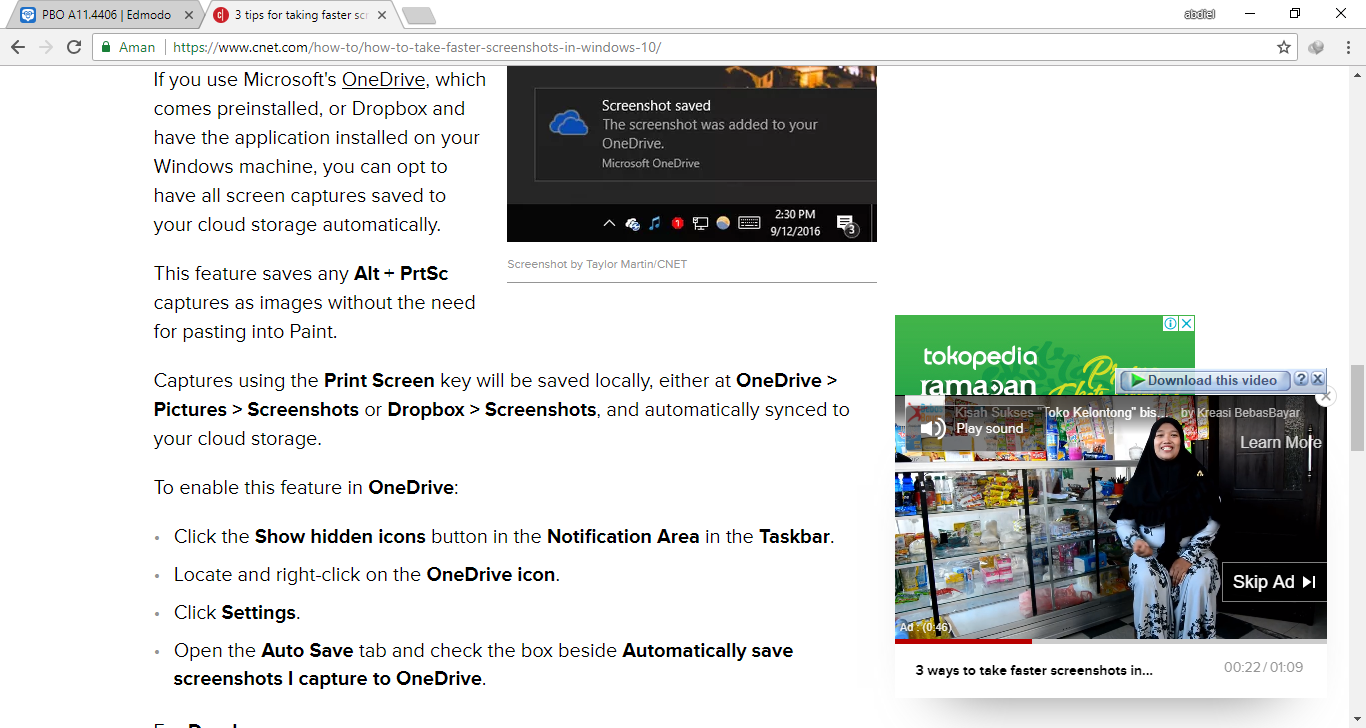 PBO A11.4406 | Edmodo
3 tips for taking faster scr
abdiel
Aman
https://www.cnet.com/how-to/how-to-take-faster-screenshots-in-windows-10/
If you use Microsoft's OneDrive, which
comes preinstalled, or Dropbox and
have the application installed on your
Windows machine, you can opt to
have all screen captures saved to
your cloud storage automatically.
Screenshot saved
The screenshot was added to your
OneDrive.
Microsoft OneDrive
1
2:30 PM
9/12/2016
3
Screenshot by Taylor Martin/CNET
This feature saves any Alt + PrtSc
captures as images without the need
for pasting into Paint.
Captures using the Print Screen key will be saved locally, either at OneDrive >
Pictures > Screenshots or Dropbox > Screenshots, and automatically synced to
your cloud storage.
To enable this feature in OneDrive:
• Click the Show hidden icons button in the Notification Area in the Taskbar.
• Locate and right-click on the OneDrive icon.
• Click Settings.
• Open the Auto Save tab and check the box beside Automatically save
screenshots I capture to OneDrive.
tokopedia
ramadan
Download this video
?
Kisah Sukses "Toko Kelontong" bis...
by Kreasi BebasBayar
Play sound
Learn More
Skip Ad
Ad : (0:46)
3 ways to take faster screenshots in...
00:22 / 01:09